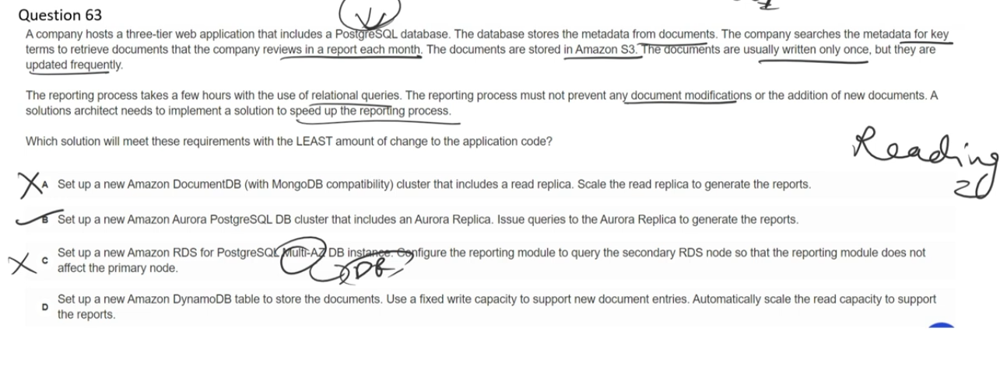 Question 63
A company hosts a three-tier web application that includes a PostgreSQL database. The database stores the metadata from documents. The company searches the metadata for key
terms to retrieve documents that the company reviews in a report each month. The documents are stored in Amazon S3. The documents are usually written only once, but they are
updated frequently.
The reporting process takes a few hours with the use of relational queries. The reporting process must not prevent any document modifications or the addition of new documents. A
solutions architect needs to implement a solution to speed up the reporting process.
Which solution will meet these requirements with the LEAST amount of change to the application code?
Reading
A Set up a new Amazon DocumentDB (with MongoDB compatibility) cluster that includes a read replica. Scale the read replica to generate the reports.
B Set up a new Amazon Aurora PostgreSQL DB cluster that includes an Aurora Replica. Issue queries to the Aurora Replica to generate the reports.
C Set up a new Amazon RDS for PostgreSQL Multi-AZ DB instance. Configure the reporting module to query the secondary RDS node so that the reporting module does not
affect the primary node.
D Set up a new Amazon DynamoDB table to store the documents. Use a fixed write capacity to support new document entries. Automatically scale the read capacity to support
the reports.